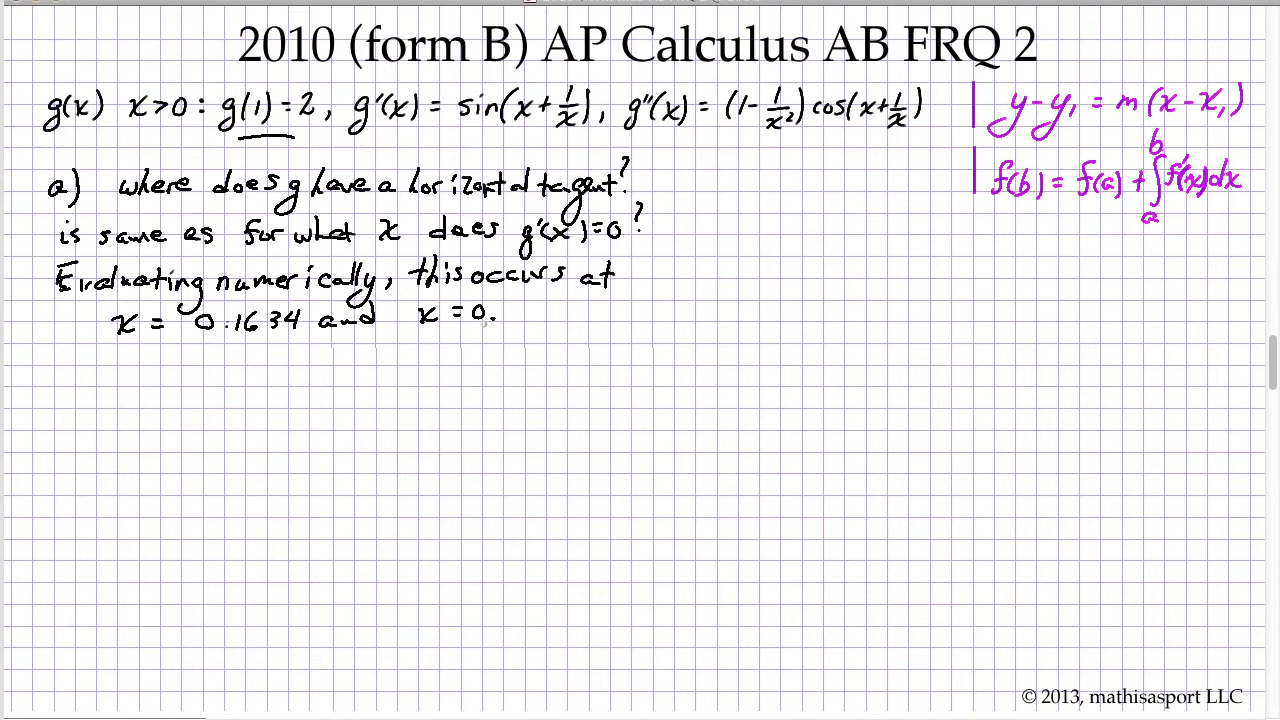 2010 (form B) AP Calculus AB FRQ 2
g(x) x>0: g(1)=2, g'(x) = sin(x+1/x), g''(x) = (1-1/x²)cos(x+1/x)
y-y₁ = m(x-x₁)
f(b) = f(a) + ∫ₐᵇ f'(x)dx
a) where does g have a horizontal tangent?
is same as for what x does g'(x)=0?
Evaluating numerically, this occurs at
x = 0.1634 and x = 0.
© 2013, mathisasport LLC